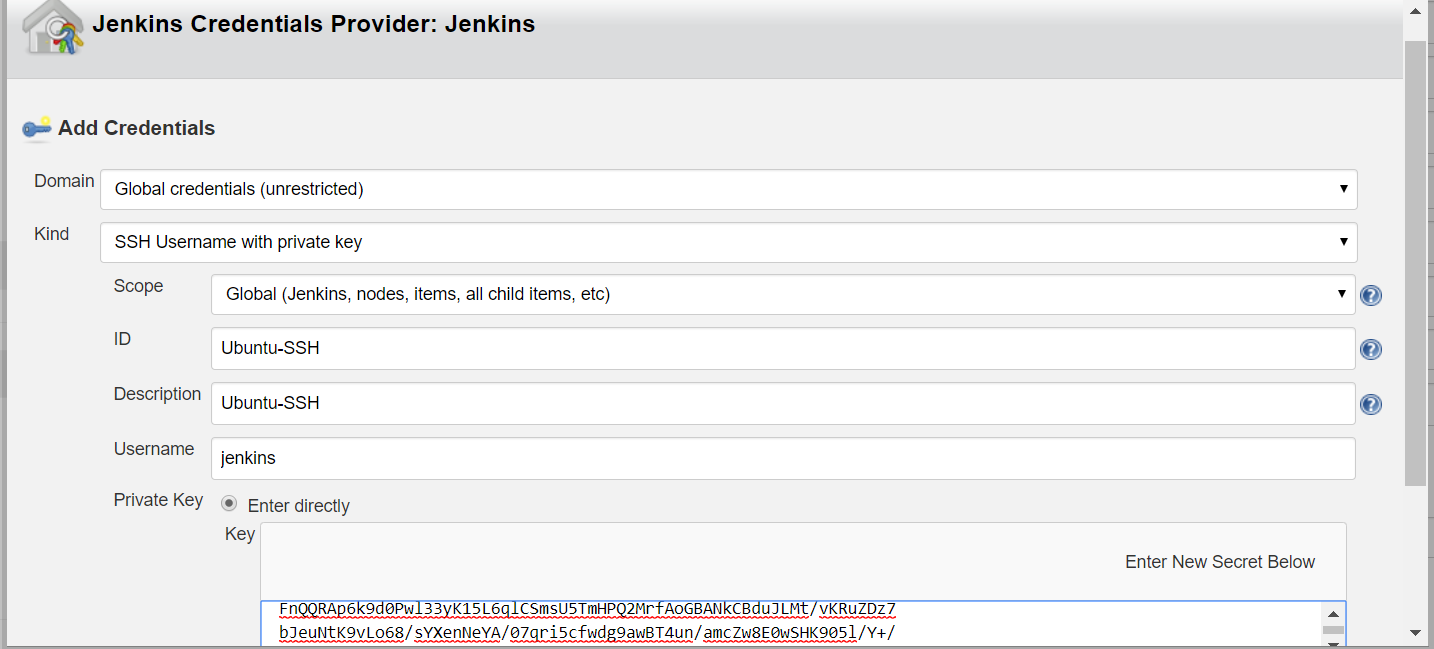 Jenkins Credentials Provider: Jenkins
Add Credentials
Domain
Global credentials (unrestricted)
Kind
SSH Username with private key
Scope
Global (Jenkins, nodes, items, all child items, etc)
ID
Ubuntu-SSH
Description
Ubuntu-SSH
Username
jenkins
Private Key
Enter directly
Key
Enter New Secret Below
FnQQRAp6k9d0Pwl33yK15L6qlCSmsU5TmHPQ2MrfAoGBANkCBduJLMt/vKRuZDz7
bJeuNtK9vLo68/sYXenNeYA/07qri5cfwdg9awBT4un/amcZw8E0wSHK905l/Y+/